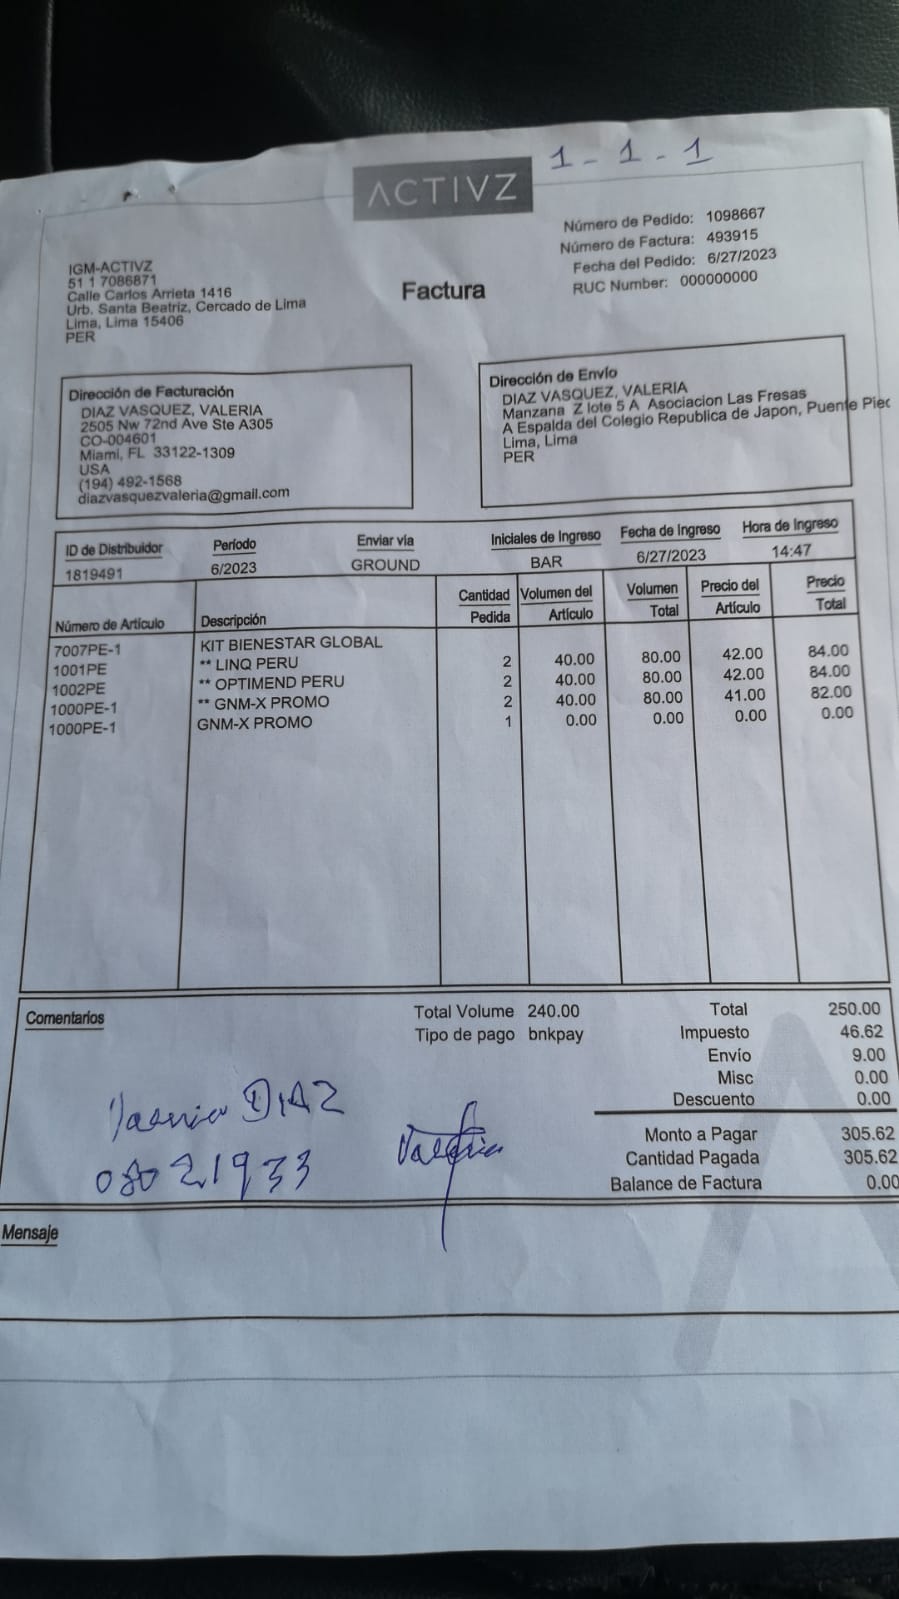 1 - 1 - 1
ACTIVZ
Número de Pedido: 1098667
Número de Factura: 493915
Fecha del Pedido: 6/27/2023
RUC Number: 000000000
IGM-ACTIVZ
51 1 7086871
Calle Carlos Arrieta 1416
Urb. Santa Beatriz, Cercado de Lima
Lima, Lima 15406
PER
Factura
Dirección de Facturación
DIAZ VASQUEZ, VALERIA
2505 Nw 72nd Ave Ste A305
CO-004601
Miami, FL 33122-1309
USA
(194) 492-1568
diazvasquezvaleria@gmail.com
Dirección de Envío
DIAZ VASQUEZ, VALERIA
Manzana Z lote 5 A Asociacion Las Fresas
A Espalda del Colegio Republica de Japon, Puente Pied
Lima, Lima
PER
ID de Distribuidor Período Enviar vía Iniciales de Ingreso Fecha de Ingreso Hora de Ingreso
1819491 6/2023 GROUND BAR 6/27/2023 14:47
Número de Artículo Descripción Cantidad Pedida Volumen del Artículo Volumen Total Precio del Artículo Precio Total
7007PE-1 KIT BIENESTAR GLOBAL
1001PE ** LINQ PERU 2 40.00 80.00 42.00 84.00
1002PE ** OPTIMEND PERU 2 40.00 80.00 42.00 84.00
1000PE-1 ** GNM-X PROMO 2 40.00 80.00 41.00 82.00
1000PE-1 GNM-X PROMO 1 0.00 0.00 0.00 0.00
Comentarios
Total Volume 240.00
Tipo de pago bnkpay
Total 250.00
Impuesto 46.62
Envío 9.00
Misc 0.00
Descuento 0.00
Monto a Pagar 305.62
Cantidad Pagada 305.62
Balance de Factura 0.00
DIAZ
08021933
Valeria
Mensaje